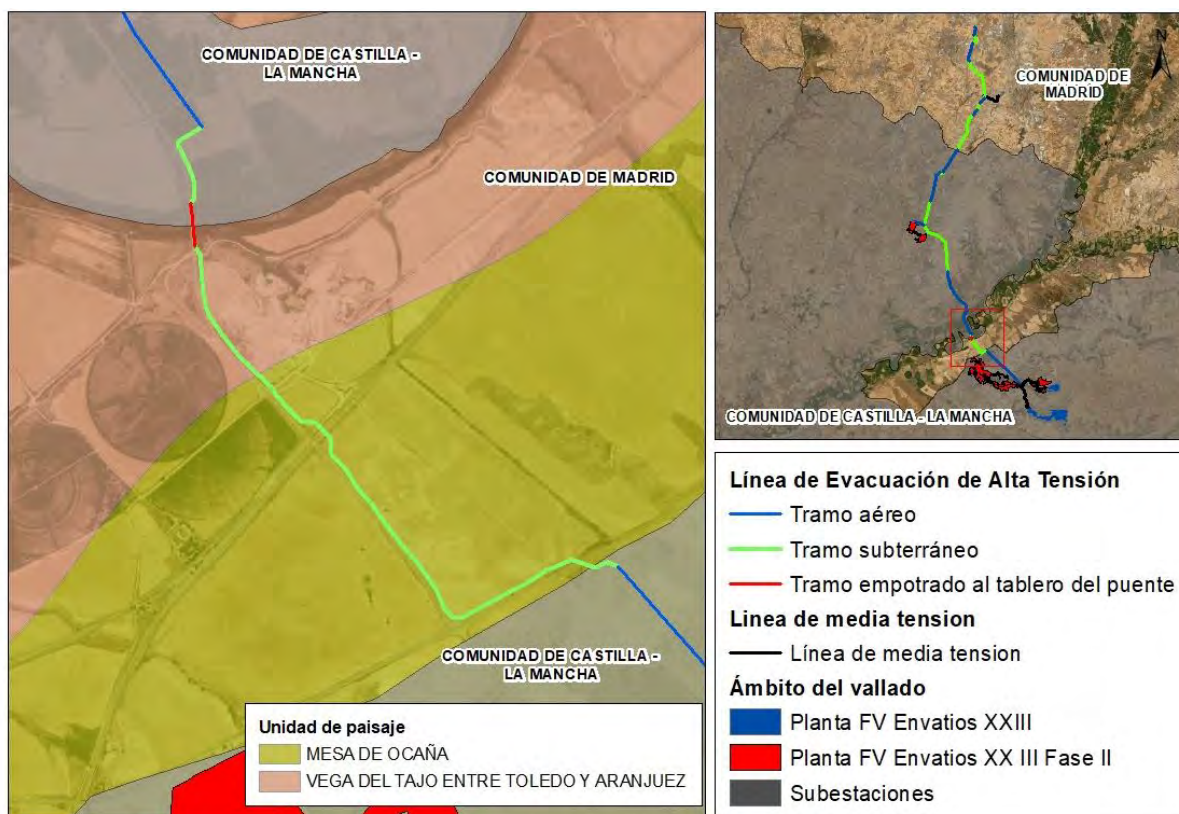 COMUNIDAD DE CASTILLA -
LA MANCHA
COMUNIDAD DE MADRID
COMUNIDAD DE CASTILLA -
LA MANCHA
Unidad de paisaje
MESA DE OCAÑA
VEGA DEL TAJO ENTRE TOLEDO Y ARANJUEZ
N
COMUNIDAD DE
MADRID
COMUNIDAD DE CASTILLA - LA MANCHA
Línea de Evacuación de Alta Tensión
Tramo aéreo
Tramo subterráneo
Tramo empotrado al tablero del puente
Linea de media tension
Línea de media tension
Ámbito del vallado
Planta FV Envatios XXIII
Planta FV Envatios XX III Fase II
Subestaciones